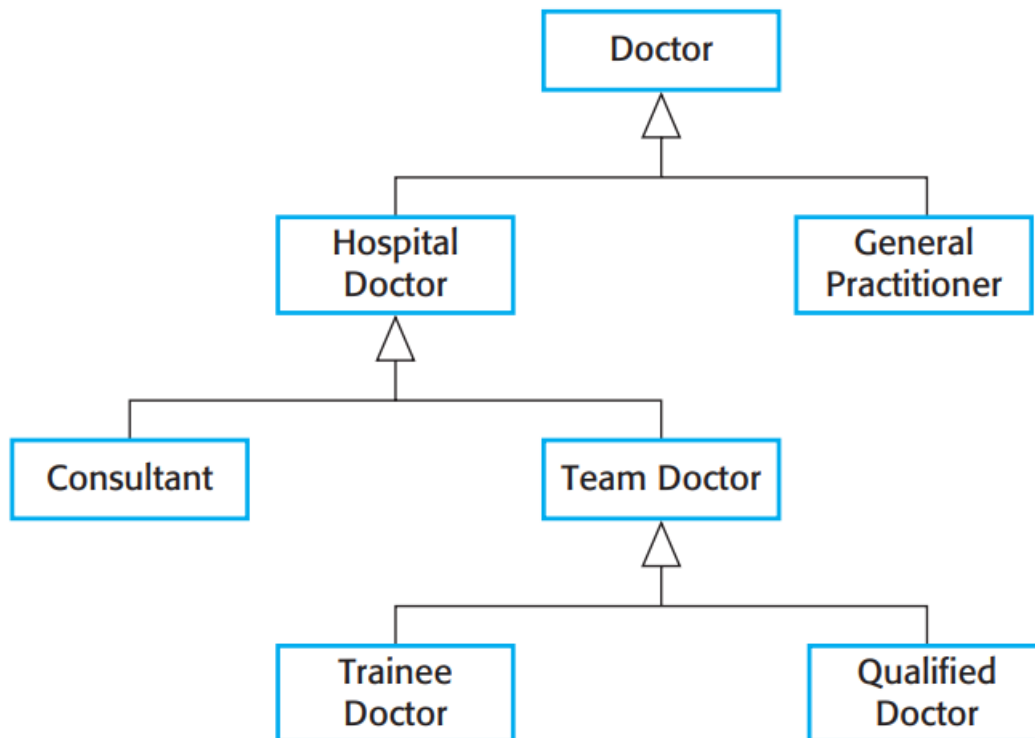 Doctor
Hospital
Doctor
General
Practitioner
Consultant
Team Doctor
Trainee
Doctor
Qualified
Doctor